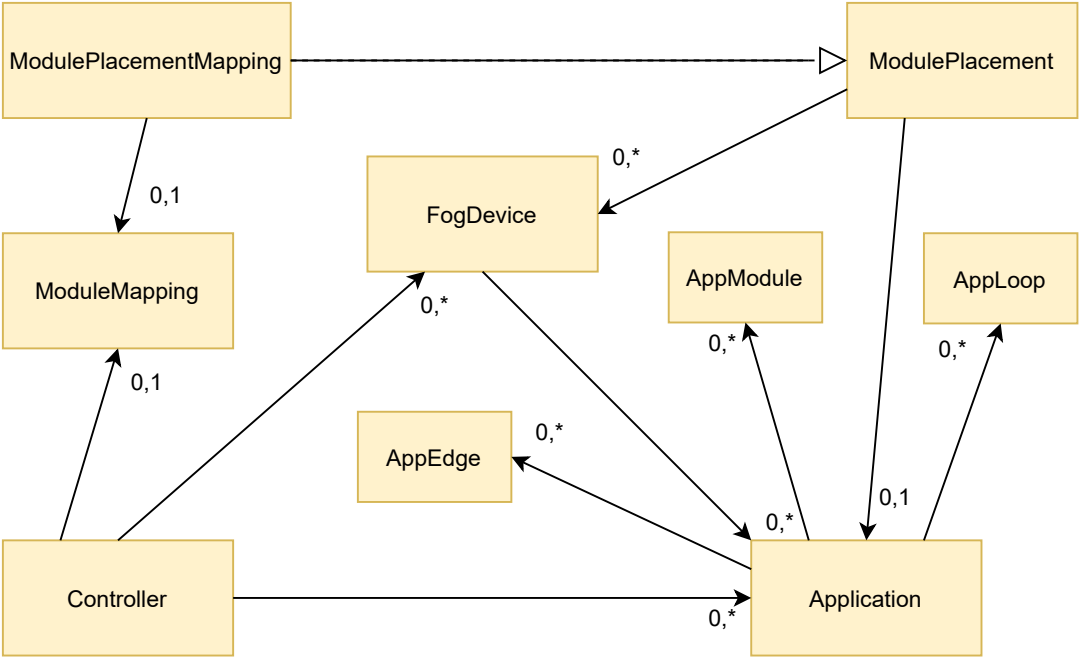 ModulePlacementMapping
ModulePlacement
0,*
0,1
FogDevice
AppModule
AppLoop
ModuleMapping
0,*
0,*
0,*
0,1
0,*
AppEdge
0,1
0,*
Controller
Application
0,*